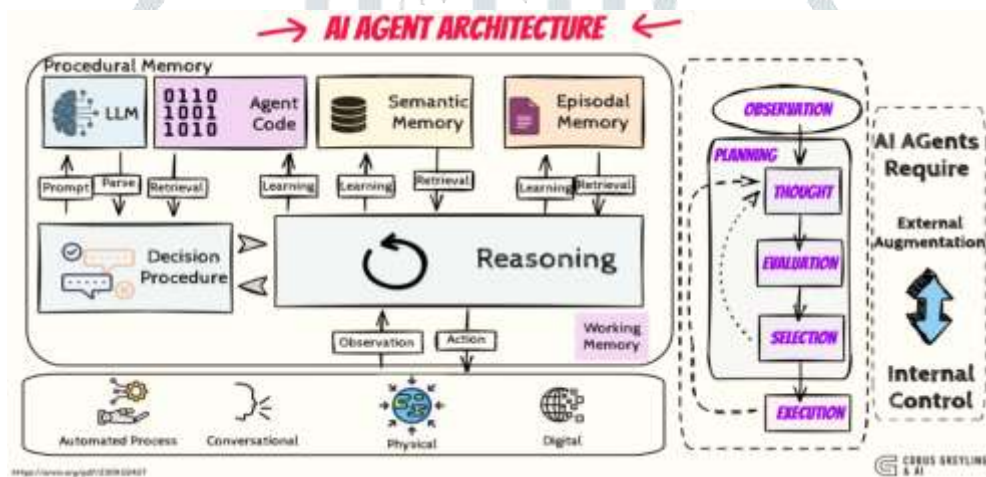 AI AGENT ARCHITECTURE
Procedural Memory
LLM
0110
1001
1010
Agent
Code
Semantic
Memory
Episodal
Memory
Prompt
Parse
Retrieval
Learning
Learning
Retrieval
Learning
Retrieval
Decision
Procedure
Reasoning
Observation
Action
Working
Memory
Automated Process
Conversational
Physical
Digital
OBSERVATION
PLANNING
THOUGHT
EVALUATION
SELECTION
EXECUTION
AI AGents
Require
External
Augmentation
Internal
Control
COBUS GREYLING
& AI